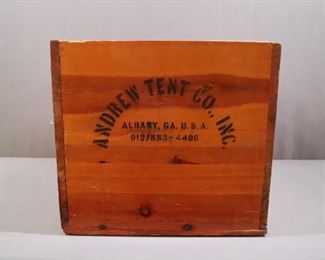 ANDREW TENT CO., INC.
ALBANY, GA. U.S.A.
912/883-4400